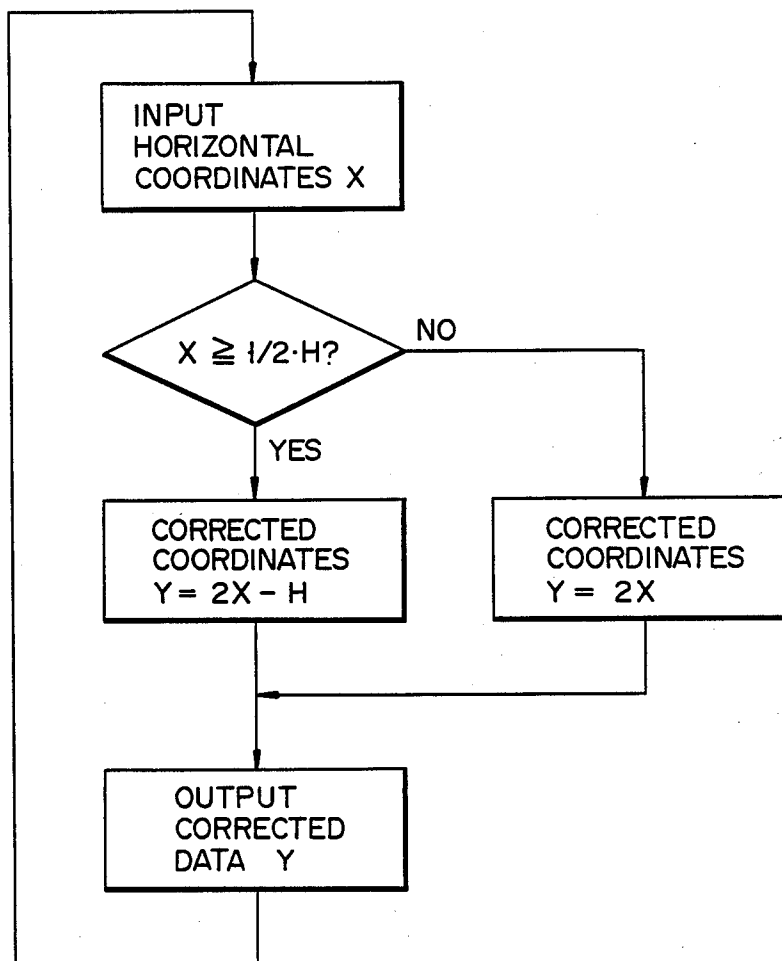 INPUT
HORIZONTAL
COORDINATES X
X ≧ 1/2·H?
NO
YES
CORRECTED
COORDINATES
Y = 2X - H
CORRECTED
COORDINATES
Y = 2X
OUTPUT
CORRECTED
DATA Y